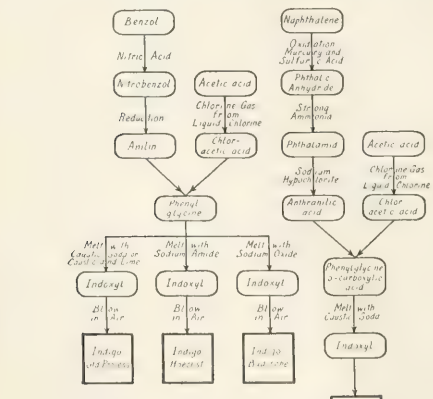 Benzol
Nitric Acid
Nitrobenzol
Reduction
Anilin
Acetic acid
Chlorine Gas
from
Liquid Chlorine
Chlor-
acetic acid
Phenyl
glycine
Melt with
Caustic Soda or
Caustic and Lime
Indoxyl
Blow
in Air
Indigo
Melt with
Sodium Amide
Indoxyl
Blow
in Air
Indigo
Hoechst
Melt with
Sodium Oxide
Indoxyl
Blow
in Air
Indigo
Naphthalene
Oxidation
Mercury and
Sulfuric Acid
Phthalic
Anhydride
Strong
Ammonia
Phthalamid
Sodium
Hypochlorite
Anthranilic
acid
Acetic acid
Chlorine Gas
from
Liquid Chlorine
Chlor
acetic acid
Phenylglycine
o-carboxylic
acid
Melt with
Caustic Soda
Indoxyl